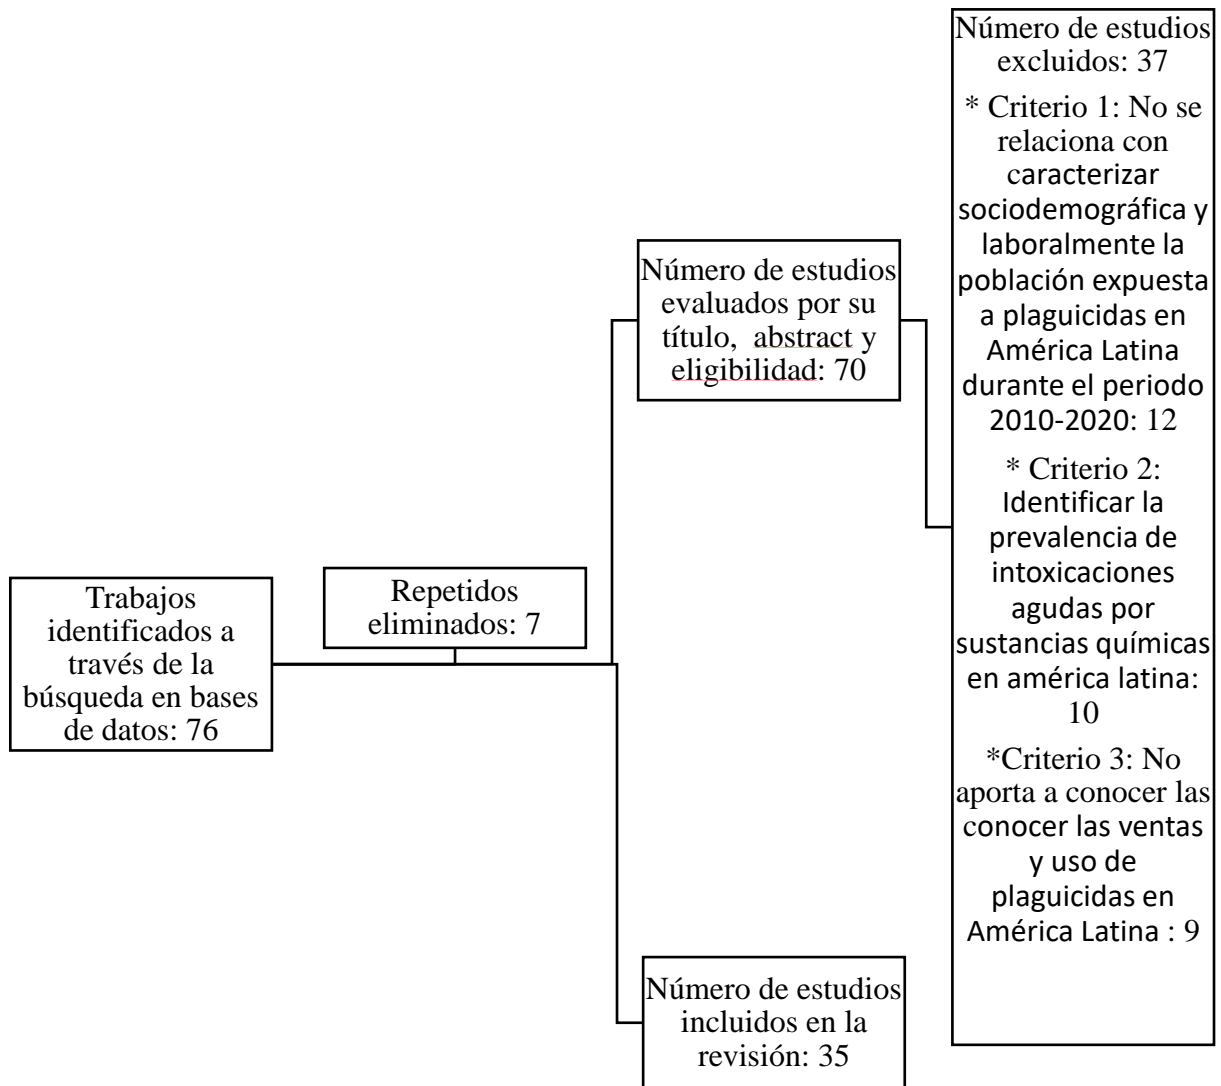 Trabajos
identificados a
través de la
búsqueda en bases
de datos: 76
Repetidos
eliminados: 7
Número de estudios
evaluados por su
título, abstract y
eligibilidad: 70
Número de estudios
excluidos: 37
* Criterio 1: No se
relaciona con
caracterizar
sociodemográfica y
laboralmente la
población expuesta
a plaguicidas en
América Latina
durante el periodo
2010-2020: 12
* Criterio 2:
Identificar la
prevalencia de
intoxicaciones
agudas por
sustancias químicas
en américa latina:
10
*Criterio 3: No
aporta a conocer las
conocer las ventas
y uso de
plaguicidas en
América Latina : 9
Número de estudios
incluidos en la
revisión: 35